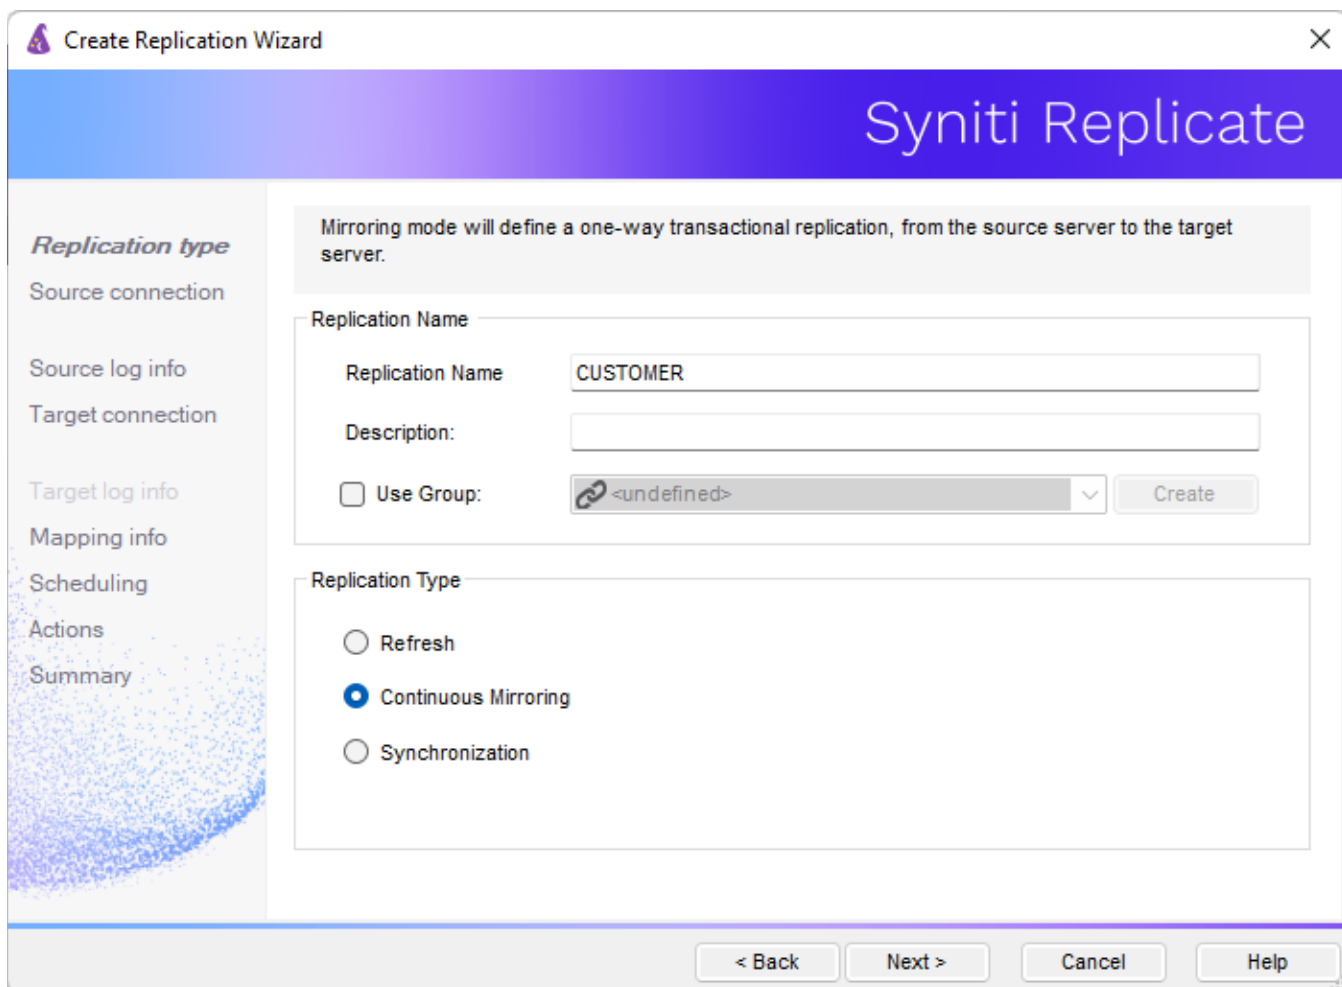 Create Replication Wizard
Syniti Replicate
Replication type
Source connection
Source log info
Target connection
Target log info
Mapping info
Scheduling
Actions
Summary
Mirroring mode will define a one-way transactional replication, from the source server to the target
server.
Replication Name
Replication Name CUSTOMER
Description:
Use Group: <undefined> Create
Replication Type
Refresh
Continuous Mirroring
Synchronization
< Back Next > Cancel Help